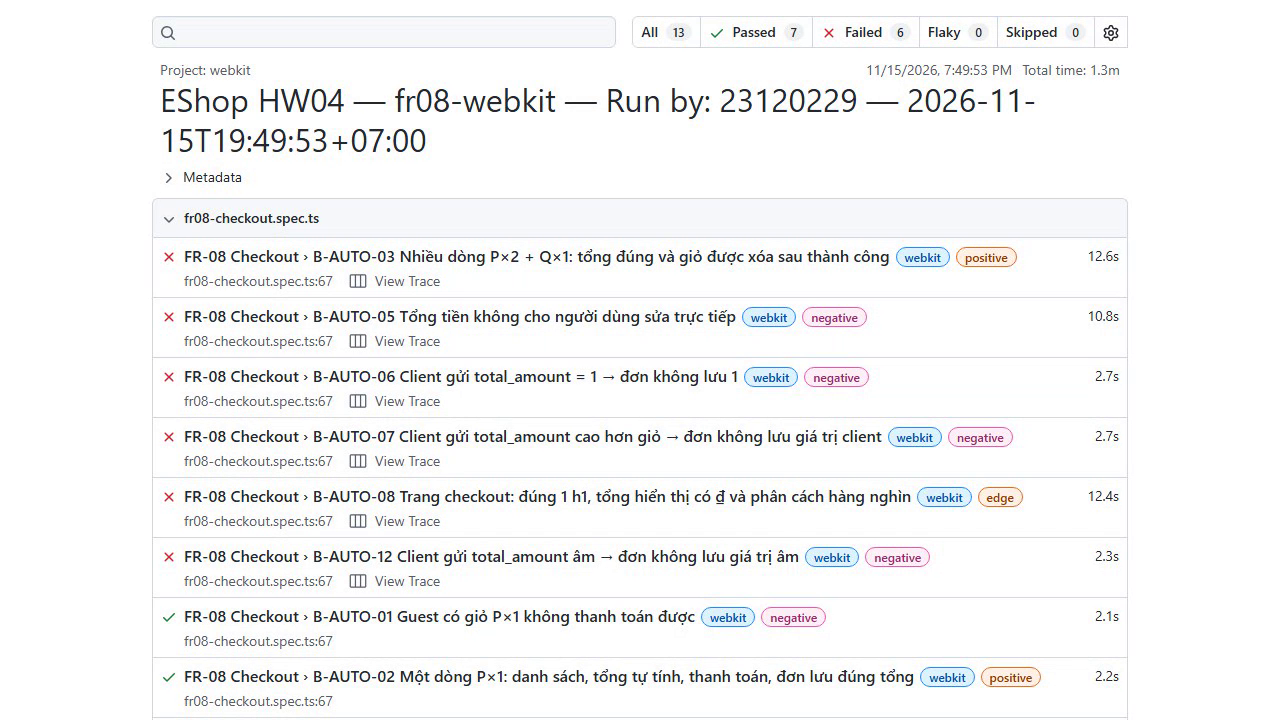 All 13 Passed 7 Failed 6 Flaky 0 Skipped 0
Project: webkit 11/15/2026, 7:49:53 PM Total time: 1.3m
EShop HW04 — fr08-webkit — Run by: 23120229 — 2026-11-
15T19:49:53+07:00
Metadata
fr08-checkout.spec.ts
FR-08 Checkout › B-AUTO-03 Nhiều dòng P×2 + Q×1: tổng đúng và giỏ được xóa sau thành công webkit positive 12.6s
fr08-checkout.spec.ts:67 View Trace
FR-08 Checkout › B-AUTO-05 Tổng tiền không cho người dùng sửa trực tiếp webkit negative 10.8s
fr08-checkout.spec.ts:67 View Trace
FR-08 Checkout › B-AUTO-06 Client gửi total_amount = 1 → đơn không lưu 1 webkit negative 2.7s
fr08-checkout.spec.ts:67 View Trace
FR-08 Checkout › B-AUTO-07 Client gửi total_amount cao hơn giỏ → đơn không lưu giá trị client webkit negative 2.7s
fr08-checkout.spec.ts:67 View Trace
FR-08 Checkout › B-AUTO-08 Trang checkout: đúng 1 h1, tổng hiển thị có ₫ và phân cách hàng nghìn webkit edge 12.4s
fr08-checkout.spec.ts:67 View Trace
FR-08 Checkout › B-AUTO-12 Client gửi total_amount âm → đơn không lưu giá trị âm webkit negative 2.3s
fr08-checkout.spec.ts:67 View Trace
FR-08 Checkout › B-AUTO-01 Guest có giỏ P×1 không thanh toán được webkit negative 2.1s
fr08-checkout.spec.ts:67
FR-08 Checkout › B-AUTO-02 Một dòng P×1: danh sách, tổng tự tính, thanh toán, đơn lưu đúng tổng webkit positive 2.2s
fr08-checkout.spec.ts:67